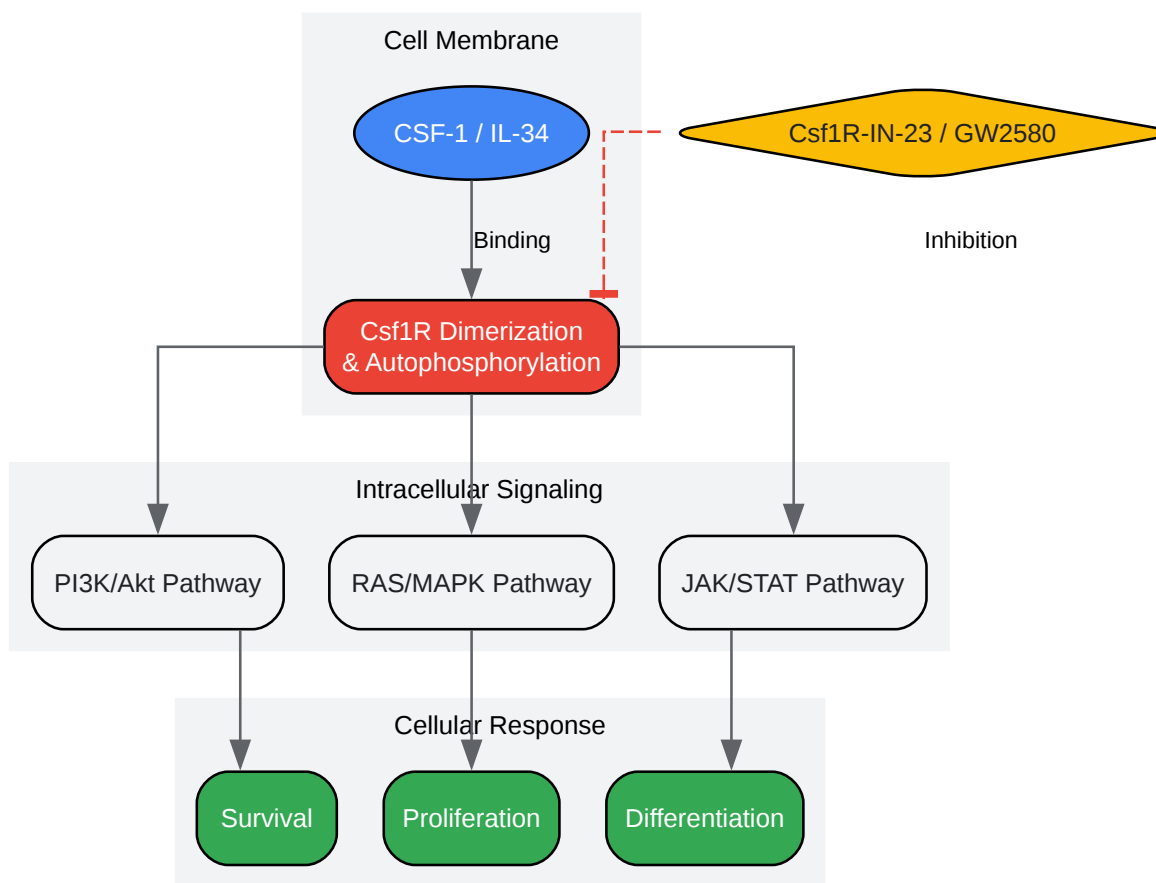 Cell Membrane
CSF-1 / IL-34
Csf1R-IN-23 / GW2580
Binding
Inhibition
Csf1R Dimerization
& Autophosphorylation
Intracellular Signaling
PI3K/Akt Pathway
RAS/MAPK Pathway
JAK/STAT Pathway
Cellular Response
Survival
Proliferation
Differentiation